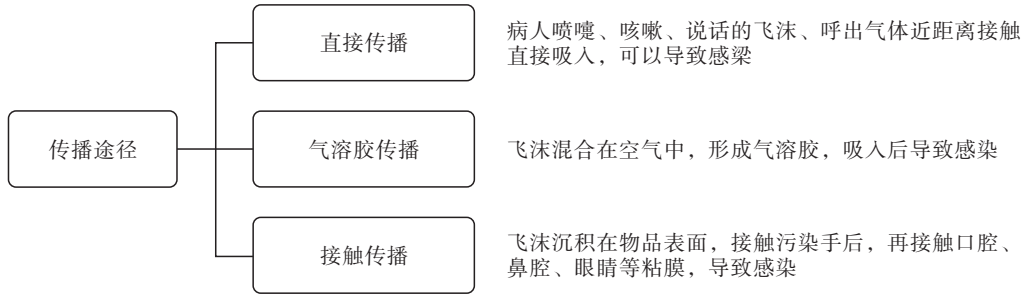 直接传播
病人喷嚏、咳嗽、说话的飞沫、呼出气体近距离接触
直接吸入，可以导致感梁
传播途径
气溶胶传播
飞沫混合在空气中，形成气溶胶，吸入后导致感染
接触传播
飞沫沉积在物品表面，接触污染手后，再接触口腔、
鼻腔、眼睛等粘膜，导致感染